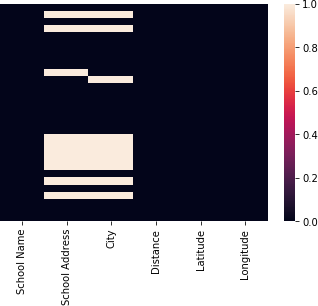 1.0
0.8
0.6
0.4
0.2
0.0
School Name
School Address
City
Distance
Latitude
Longitude